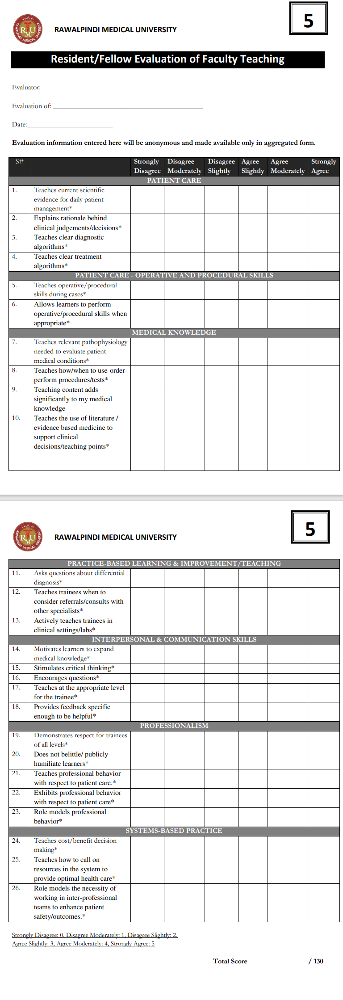 5
RMU
RAWALPINDI MEDICAL UNIVERSITY
RAWALPINDI MEDICAL UNIVERSITY
Resident/Fellow Evaluation of Faculty Teaching
Evaluator: ______________________
Evaluation of: ______________________
Date:______________________
Evaluation information entered here will be anonymous and made available only in aggregated form.
S# Strongly Disagree Disagree Agree Agree Strongly
Disagree Moderately Slightly Slightly Moderately Agree
PATIENT CARE
1. Teaches current scientific
evidence for daily patient
management*
2. Explains rationale behind
clinical judgements/decisions*
3. Teaches clear diagnostic
algorithms*
4. Teaches clear treatment
algorithms*
PATIENT CARE - OPERATIVE AND PROCEDURAL SKILLS
5. Teaches operative/procedural
skills during cases*
6. Allows learners to perform
operative/procedural skills when
appropriate*
MEDICAL KNOWLEDGE
7. Teaches relevant pathophysiology
needed to evaluate patient
medical conditions*
8. Teaches how/when to use-order-
perform procedures/tests*
9. Teaching content adds
significantly to my medical
knowledge
10. Teaches the use of literature /
evidence based medicine to
support clinical
decisions/teaching points*
5
RMU
RAWALPINDI MEDICAL UNIVERSITY
RAWALPINDI MEDICAL UNIVERSITY
PRACTICE-BASED LEARNING & IMPROVEMENT/TEACHING
11. Asks questions about differential
diagnosis*
12. Teaches trainees when to
consider referrals/consults with
other specialists*
13. Actively teaches trainees in
clinical settings/labs*
INTERPERSONAL & COMMUNICATION SKILLS
14. Motivates learners to expand
medical knowledge*
15. Stimulates critical thinking*
16. Encourages questions*
17. Teaches at the appropriate level
for the trainee*
18. Provides feedback specific
enough to be helpful*
PROFESSIONALISM
19. Demonstrates respect for trainees
of all levels*
20. Does not belittle/ publicly
humiliate learners*
21. Teaches professional behavior
with respect to patient care.*
22. Exhibits professional behavior
with respect to patient care*
23. Role models professional
behavior*
SYSTEMS-BASED PRACTICE
24. Teaches cost/benefit decision
making*
25. Teaches how to call on
resources in the system to
provide optimal health care*
26. Role models the necessity of
working in inter-professional
teams to enhance patient
safety/outcomes.*
Strongly Disagree: 0, Disagree Moderately: 1, Disagree Slightly: 2,
Agree Slightly: 3, Agree Moderately: 4, Strongly Agree: 5
Total Score ________________ / 130